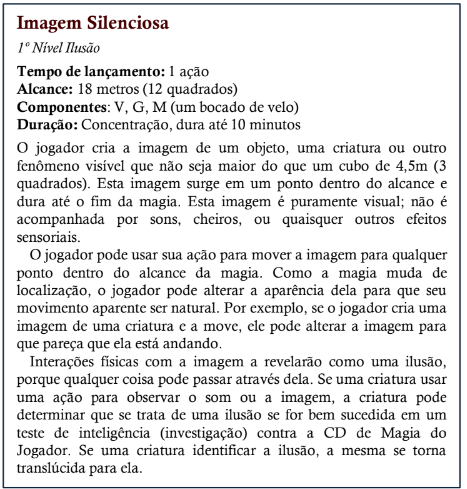 Imagem Silenciosa
1º Nível Ilusão
Tempo de lançamento: 1 ação
Alcance: 18 metros (12 quadrados)
Componentes: V, G, M (um bocado de velo)
Duração: Concentração, dura até 10 minutos
O jogador cria a imagem de um objeto, uma criatura ou outro
fenômeno visível que não seja maior do que um cubo de 4,5m (3
quadrados). Esta imagem surge em um ponto dentro do alcance e
dura até o fim da magia. Esta imagem é puramente visual; não é
acompanhada por sons, cheiros, ou quaisquer outros efeitos
sensoriais.
O jogador pode usar sua ação para mover a imagem para qualquer
ponto dentro do alcance da magia. Como a magia muda de
localização, o jogador pode alterar a aparência dela para que seu
movimento aparente ser natural. Por exemplo, se o jogador cria uma
imagem de uma criatura e a move, ele pode alterar a imagem para
que pareça que ela está andando.
Interações físicas com a imagem a revelarão como uma ilusão,
porque qualquer coisa pode passar através dela. Se uma criatura usar
uma ação para observar o som ou a imagem, a criatura pode
determinar que se trata de uma ilusão se for bem sucedida em um
teste de inteligência (investigação) contra a CD de Magia do
Jogador. Se uma criatura identificar a ilusão, a mesma se torna
translúcida para ela.